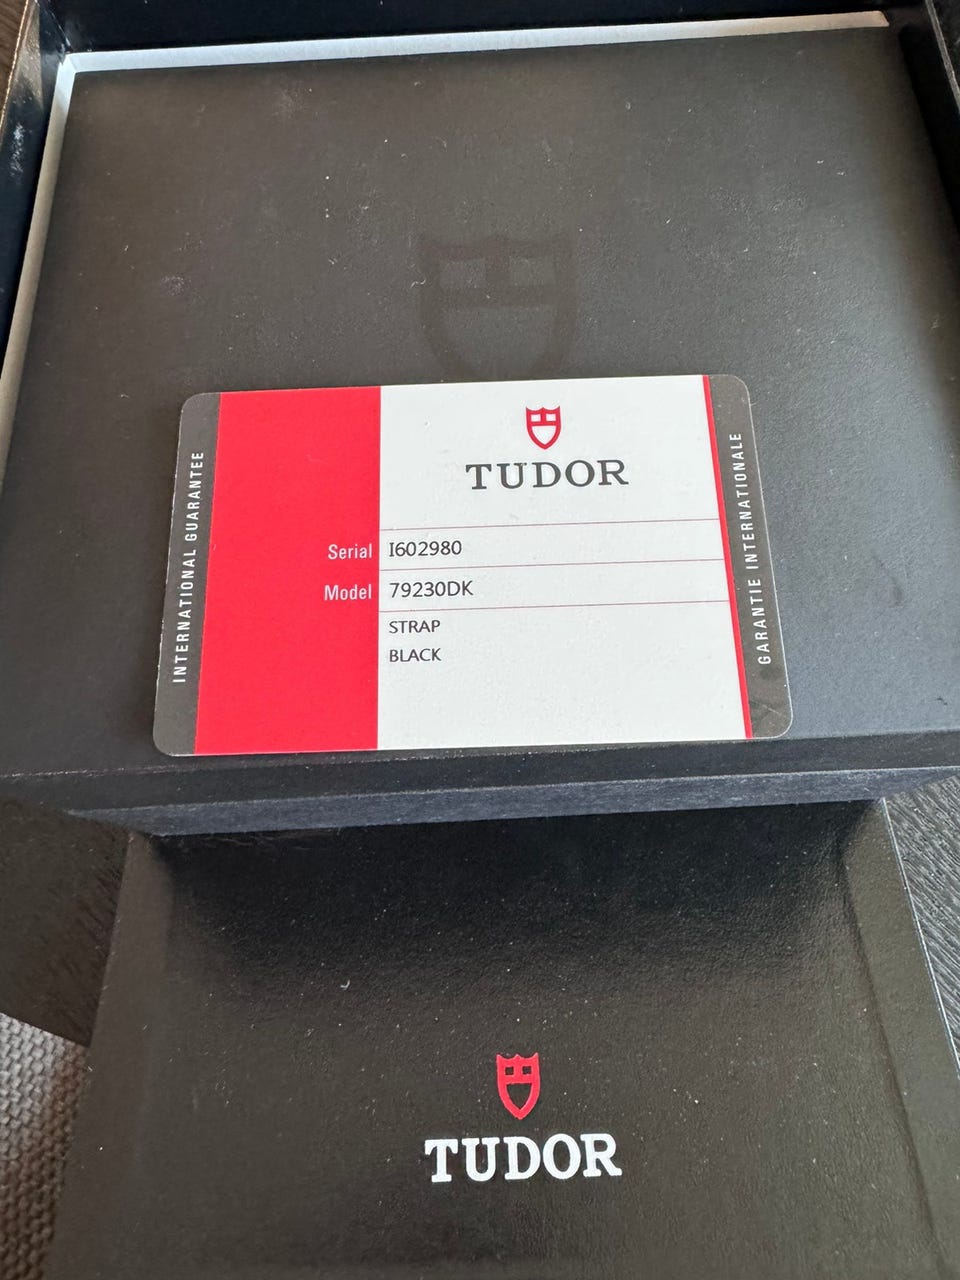 INTERNATIONAL GUARANTEE
TUDOR
Serial I602980
Model 79230DK
STRAP
BLACK
GARANTIE INTERNATIONALE
TUDOR